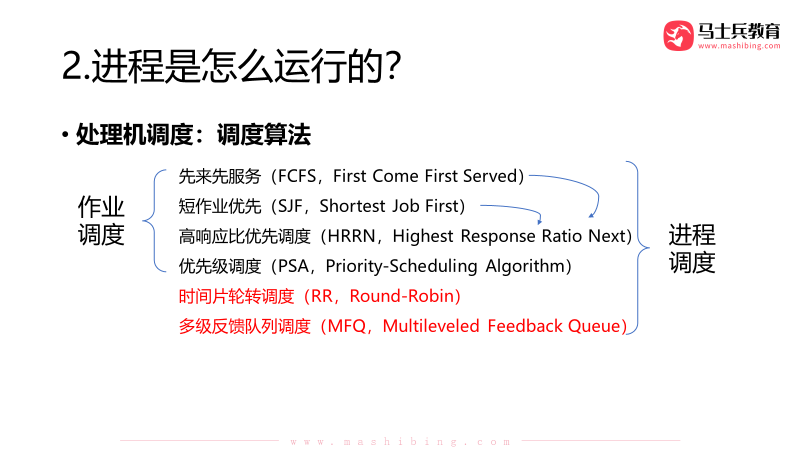 马士兵教育
www.mashibing.com
2.进程是怎么运行的？
• 处理机调度：调度算法
作业
调度
先来先服务（FCFS，First Come First Served）
短作业优先（SJF，Shortest Job First）
高响应比优先调度（HRRN，Highest Response Ratio Next）
优先级调度（PSA，Priority-Scheduling Algorithm）
时间片轮转调度（RR，Round-Robin）
多级反馈队列调度（MFQ，Multileveled Feedback Queue）
进程
调度
www.mashibing.com